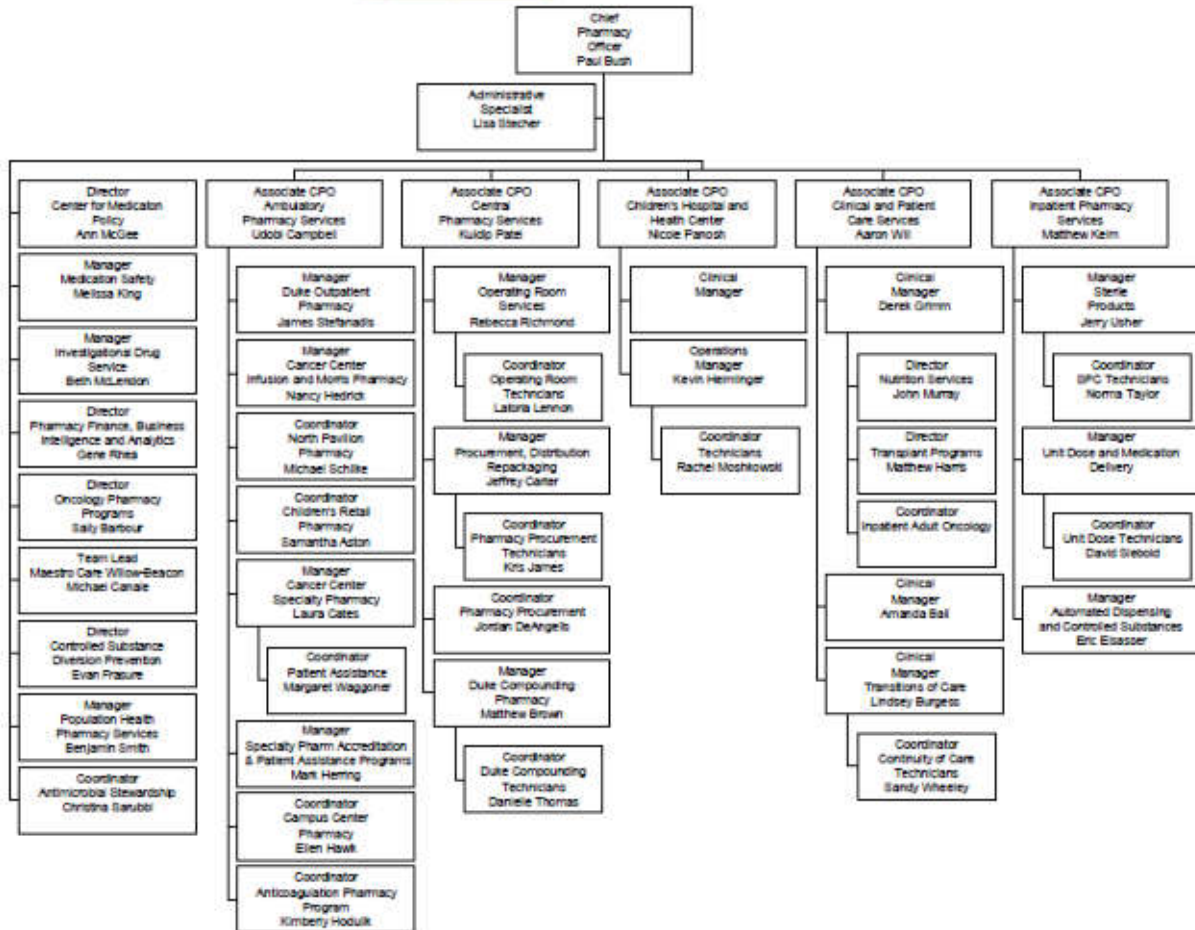 Chief
Pharmacy
Officer
Paul Bush
Administrative
Specialist
Lisa Stecher
Director
Center for Medicaton
Policy
Ann McGee
Manager
Medication Safety
Melissa King
Manager
Investigational Drug
Service
Beth McLendon
Director
Pharmacy Finance, Business
Intelligence and Analytics
Gene Rhea
Director
Oncology Pharmacy
Programs
Sally Barbour
Team Lead
Maestro Care Willow-Beacon
Michael Canale
Director
Controlled Substance
Diversion Prevention
Evan Frasure
Manager
Population Health
Pharmacy Services
Benjamin Smith
Coordinator
Antimicrobial Stewardship
Christina Sarubbi
Associate CPO
Ambulatory
Pharmacy Services
Udobi Campbell
Manager
Duke Outpatient
Pharmacy
James Stefanadis
Manager
Cancer Center
Infusion and Morris Pharmacy
Nancy Hedrick
Coordinator
North Pavilion
Pharmacy
Michael Schilke
Coordinator
Children's Retail
Pharmacy
Samantha Aston
Manager
Cancer Center
Specialty Pharmacy
Laura Cates
Coordinator
Patient Assistance
Margaret Waggoner
Manager
Specialty Pharm Accreditation
& Patient Assistance Programs
Mark Herring
Coordinator
Campus Center
Pharmacy
Ellen Hawk
Coordinator
Anticoagulation Pharmacy
Program
Kimberly Hodulik
Associate CPO
Central
Pharmacy Services
Kuldip Patel
Manager
Operating Room
Services
Rebecca Richmond
Coordinator
Operating Room
Technicians
Latoria Lennon
Manager
Procurement, Distribution
Repackaging
Jeffrey Carter
Coordinator
Pharmacy Procurement
Technicians
Kris James
Coordinator
Pharmacy Procurement
Jordan DeAngelis
Manager
Duke Compounding
Pharmacy
Matthew Brown
Coordinator
Duke Compounding
Technicians
Danielle Thomas
Associate CPO
Children's Hospital and
Heath Center
Nicole Panosh
Clinical
Manager
Operations
Manager
Kevin Helmlinger
Coordinator
Technicians
Rachel Moshkowski
Associate CPO
Clinical and Patient
Care Services
Aaron Will
Clinical
Manager
Derek Grimm
Director
Nutrition Services
John Murray
Director
Transplant Programs
Matthew Harris
Coordinator
Inpatient Adult Oncology
Clinical
Manager
Amanda Ball
Clinical
Manager
Transitions of Care
Lindsey Burgess
Coordinator
Continuity of Care
Technicians
Sandy Wheeley
Associate CPO
Inpatient Pharmacy
Services
Matthew Kelm
Manager
Sterile
Products
Jerry Usher
Coordinator
SPC Technicians
Norma Taylor
Manager
Unit Dose and Medication
Delivery
Coordinator
Unit Dose Technicians
David Siebold
Manager
Automated Dispensing
and Controlled Substances
Eric Elsasser